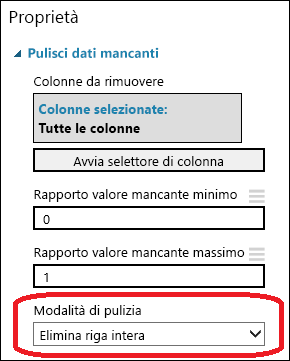 Proprietà
Pulisci dati mancanti
Colonne da rimuovere
Colonne selezionate:
Tutte le colonne
Avvia selettore di colonna
Rapporto valore mancante minimo
0
Rapporto valore mancante massimo
1
Modalità di pulizia
Elimina riga intera